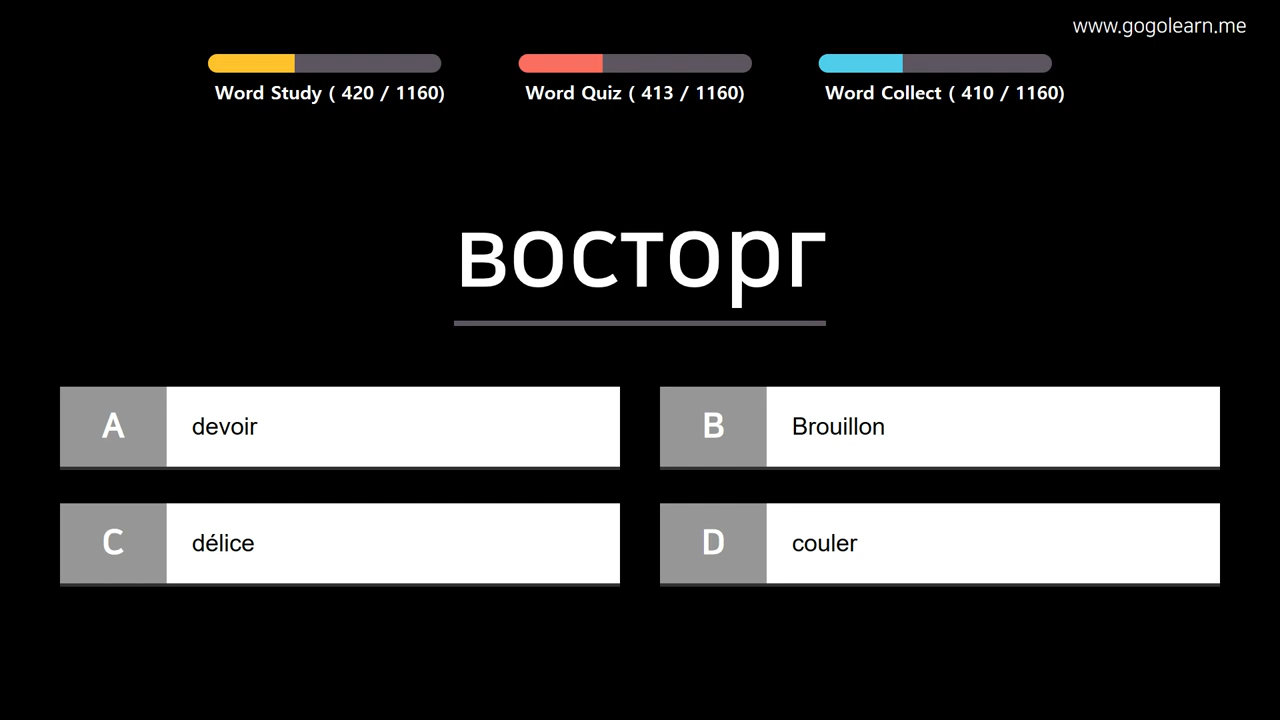 www.gogolearn.me
Word Study ( 420 / 1160)
Word Quiz ( 413 / 1160)
Word Collect ( 410 / 1160)
восторг
A devoir
B Brouillon
C délice
D couler